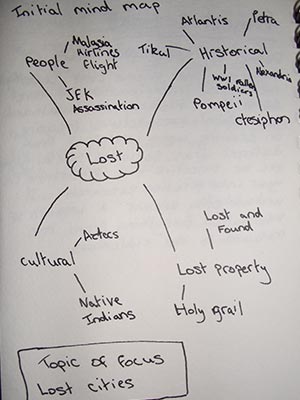 Initial mind map
Atlantis
Petra
Malasia
Airlines
flight
People
Tikal
Historical
Alexandria
WW1 fallen
soldiers
JFK
Assassination
Pompeii
Ctesiphon
Lost
Lost and
Found
Aztecs
Cultural
Lost property
Native
Indians
Holy grail
Topic of focus
Lost cities